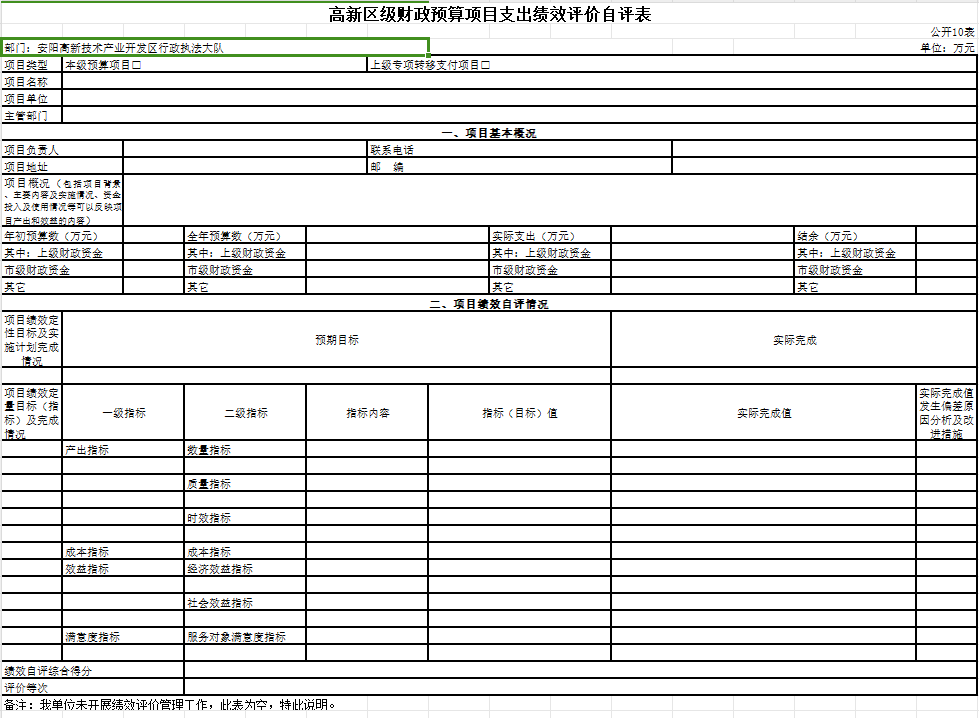 高新区级财政预算项目支出绩效评价自评表
公开10表
部门：安阳高新技术产业开发区行政执法大队 单位：万元
项目类型 本级预算项目□ 上级专项转移支付项目□
项目名称
项目单位
主管部门
一、项目基本概况
项目负责人 联系电话
项目地址 邮　编
项目概况（包括项目背景
、主要内容及实施情况、资金
投入及使用情况等可以反映项
目产出和效益的内容）
年初预算数（万元） 全年预算数（万元） 实际支出（万元） 结余（万元）
其中：上级财政资金 其中：上级财政资金 其中：上级财政资金 其中：上级财政资金
市级财政资金 市级财政资金 市级财政资金 市级财政资金
其它 其它 其它 其它
二、项目绩效自评情况
项目绩效定
性目标及实
施计划完成
情况
预期目标 实际完成
项目绩效定
量目标（指
标）及完成
情况
一级指标 二级指标 指标内容 指标（目标）值 实际完成值
实际完成值
发生偏差原
因分析及改
进措施
产出指标 数量指标
质量指标
时效指标
成本指标 成本指标
效益指标 经济效益指标
社会效益指标
满意度指标 服务对象满意度指标
绩效自评综合得分
评价等次
备注：我单位未开展绩效评价管理工作，此表为空，特此说明。